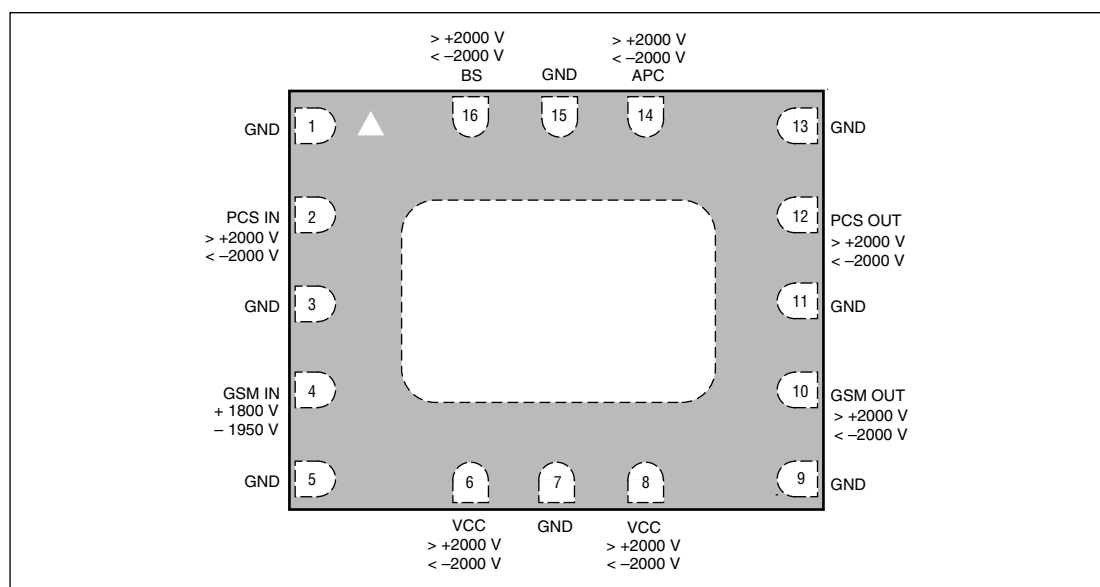 > +2000 V
< –2000 V
BS
GND
> +2000 V
< –2000 V
APC
16
15
14
GND
1
13
GND
PCS IN
> +2000 V
< –2000 V
2
12
PCS OUT
> +2000 V
< –2000 V
GND
3
11
GND
GSM IN
+ 1800 V
– 1950 V
4
10
GSM OUT
> +2000 V
< –2000 V
GND
5
9
GND
6
7
8
VCC
> +2000 V
< –2000 V
GND
VCC
> +2000 V
< –2000 V